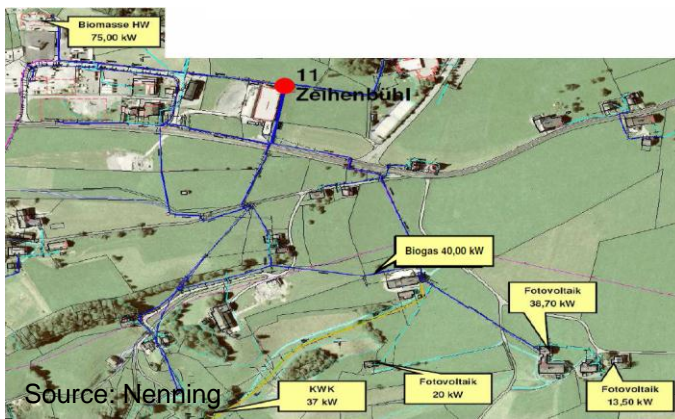 Biomasse HW
75,00 kW
11
Zeihenbühl
Biogas 40,00 kW
Fotovoltaik
38,70 kW
KWK
37 kW
Fotovoltaik
20 kW
Fotovoltaik
13,50 kW
Source: Nenning